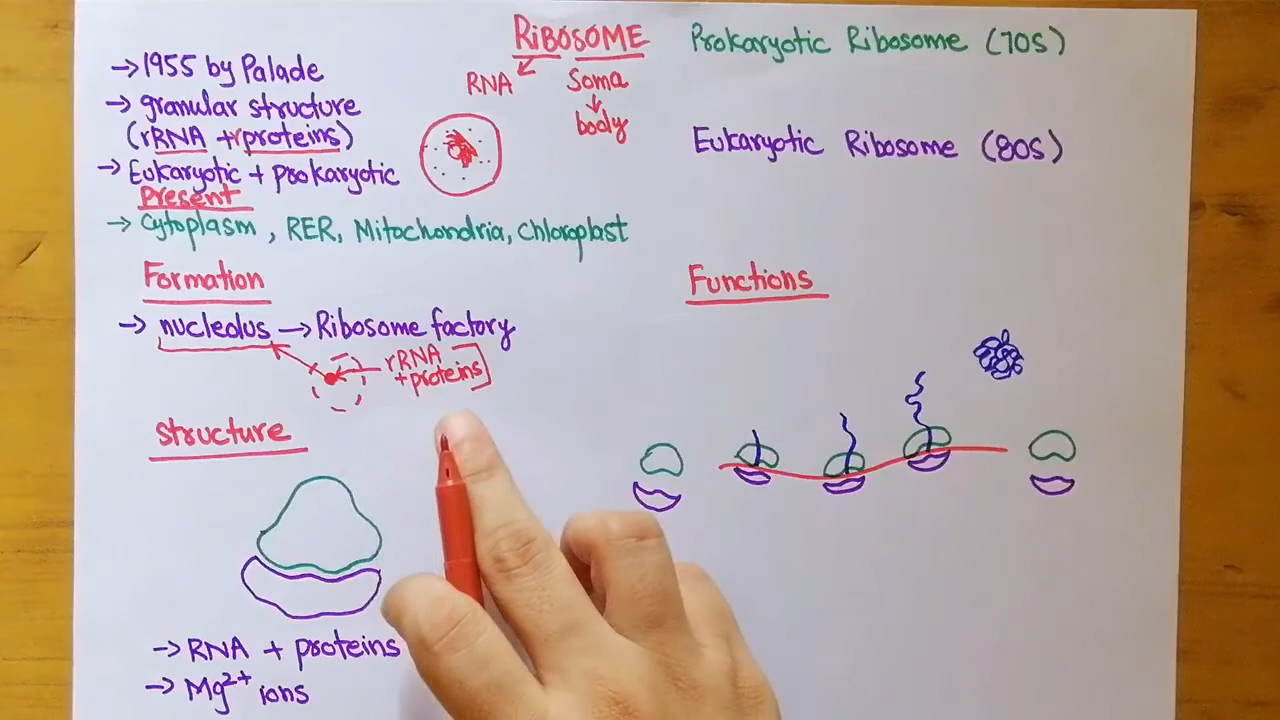 RiBOSOME
RNA
Soma
body
→ 1955 by Palade
→ granular structure
(rRNA + rproteins)
→ Eukaryotic + prokaryotic
Present
→ Cytoplasm, RER, Mitochondria, Chloroplast
Formation
→ nucleolus → Ribosome factory
rRNA
+ proteins
Structure
→ RNA + proteins
→ Mg2+ ions
Prokaryotic Ribosome (70S)
Eukaryotic Ribosome (80S)
Functions